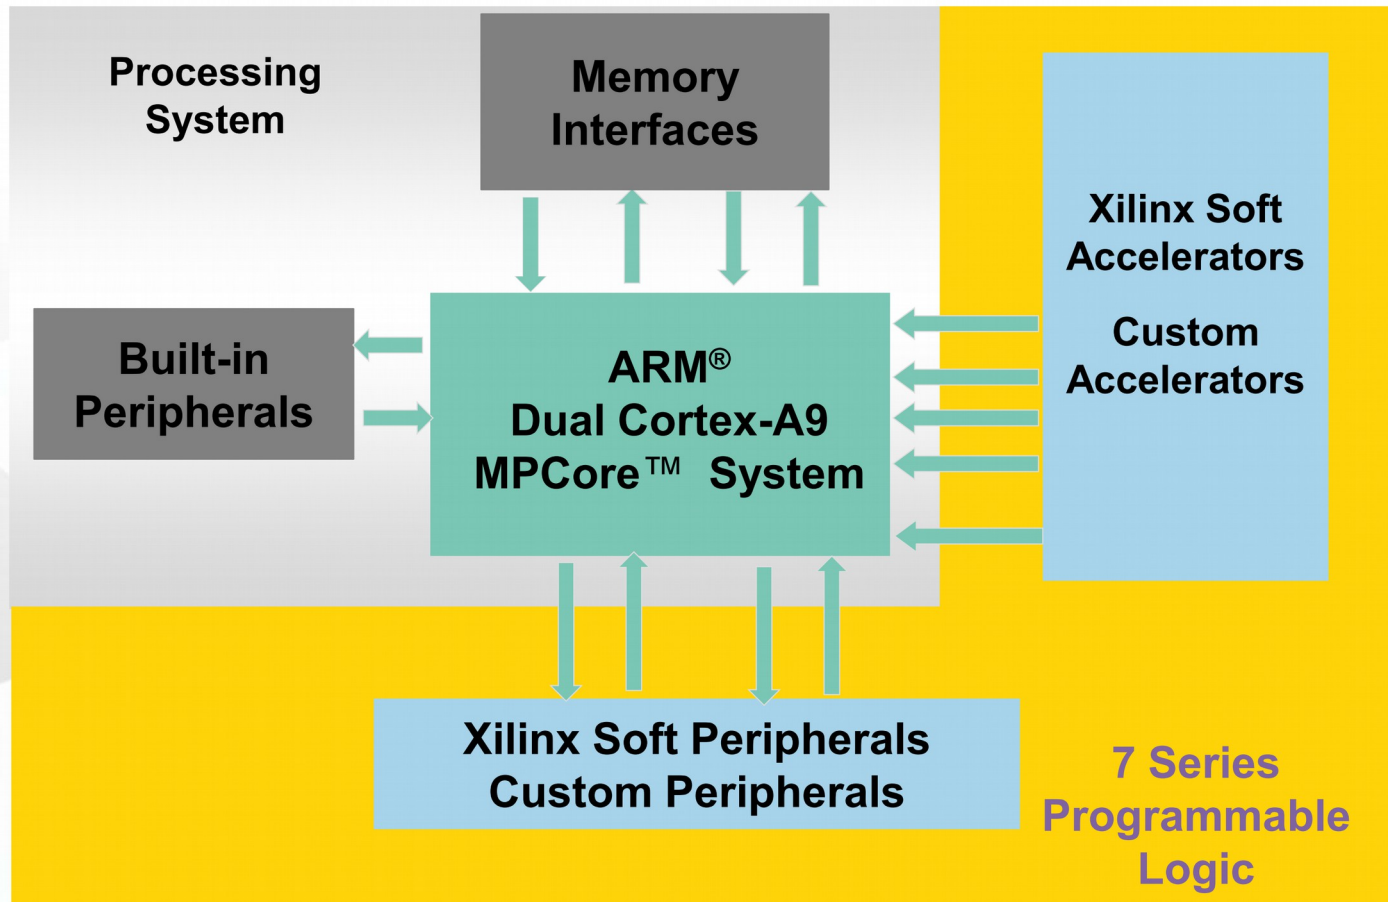 Processing
System
Memory
Interfaces
Xilinx Soft
Accelerators
Custom
Accelerators
Built-in
Peripherals
ARM®
Dual Cortex-A9
MPCore™ System
Xilinx Soft Peripherals
Custom Peripherals
7 Series
Programmable
Logic